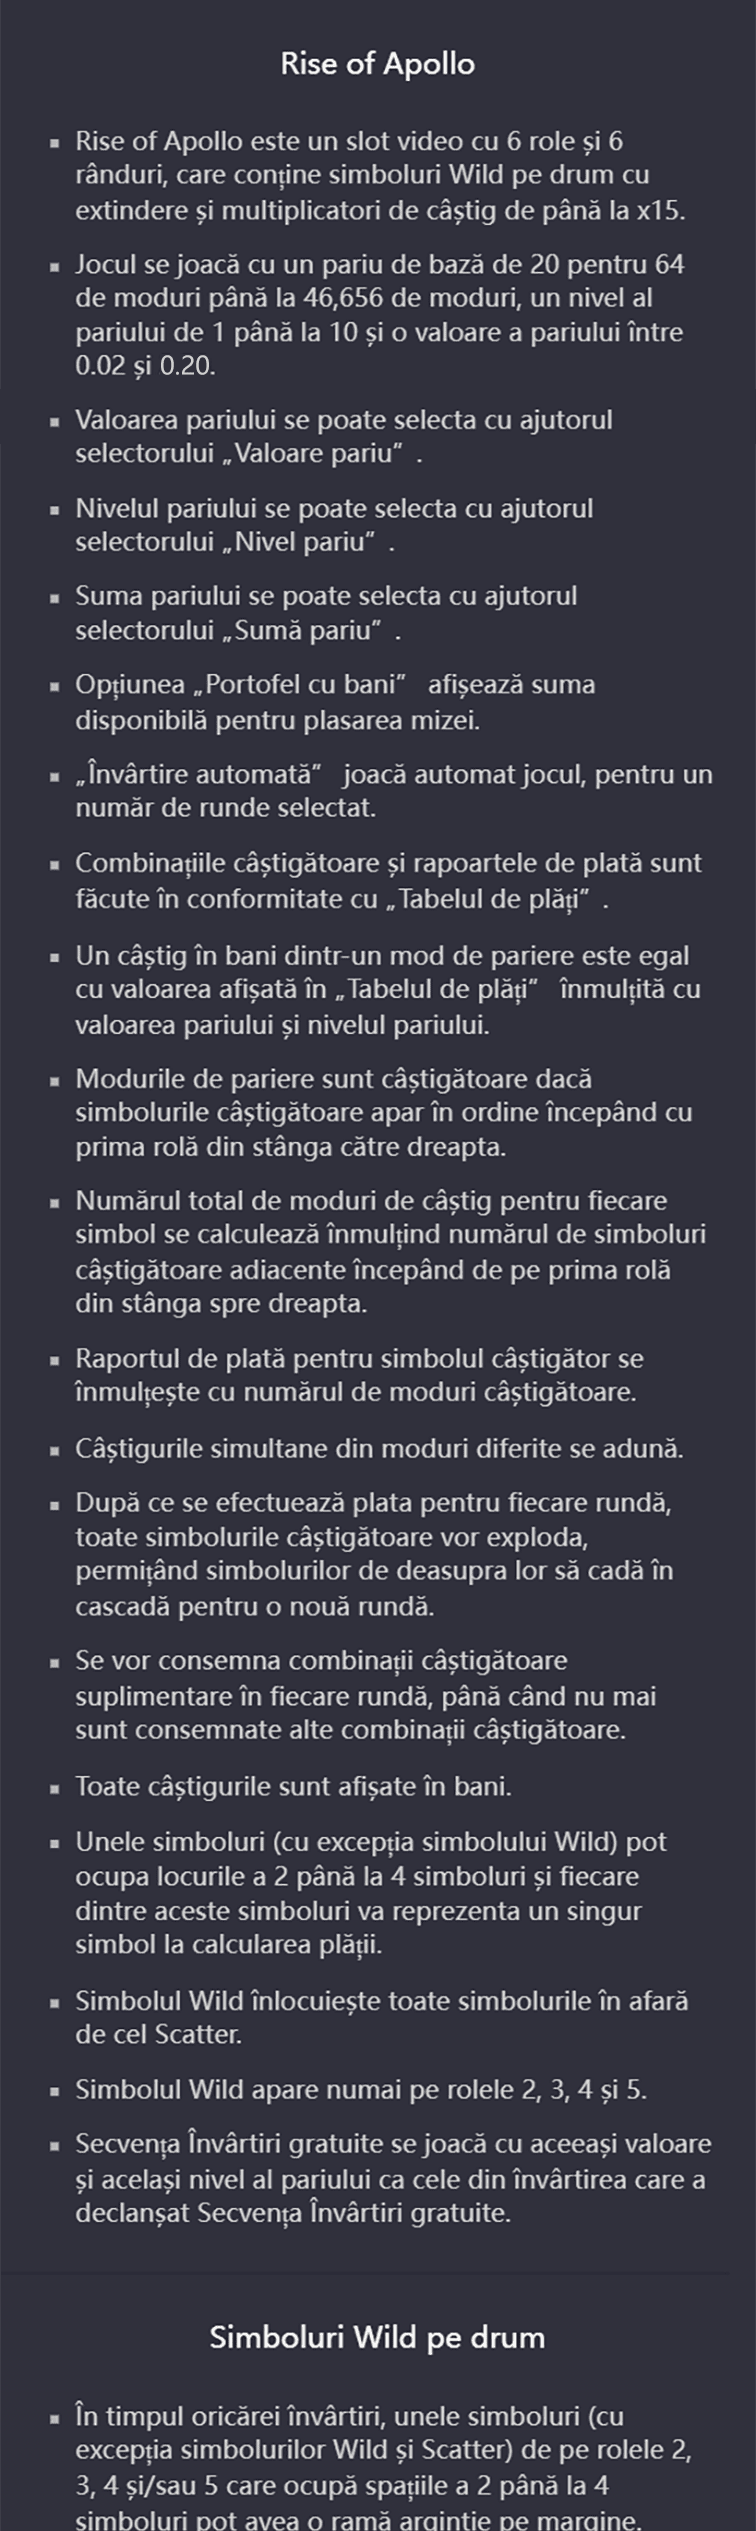 Rise of Apollo
▪ Rise of Apollo este un slot video cu 6 role și 6
rânduri, care conține simboluri Wild pe drum cu
extindere și multiplicatori de câștig de până la x15.
▪ Jocul se joacă cu un pariu de bază de 20 pentru 64
de moduri până la 46,656 de moduri, un nivel al
pariului de 1 până la 10 și o valoare a pariului între
0.02 și 0.20.
▪ Valoarea pariului se poate selecta cu ajutorul
selectorului „Valoare pariu” .
▪ Nivelul pariului se poate selecta cu ajutorul
selectorului „Nivel pariu” .
▪ Suma pariului se poate selecta cu ajutorul
selectorului „Sumă pariu” .
▪ Opțiunea „Portofel cu bani” afișează suma
disponibilă pentru plasarea mizei.
▪ „Învârtire automată” joacă automat jocul, pentru un
număr de runde selectat.
▪ Combinațiile câștigătoare și rapoartele de plată sunt
făcute în conformitate cu „Tabelul de plăți” .
▪ Un câștig în bani dintr-un mod de pariere este egal
cu valoarea afișată în „Tabelul de plăți” înmulțită cu
valoarea pariului și nivelul pariului.
▪ Modurile de pariere sunt câștigătoare dacă
simbolurile câștigătoare apar în ordine începând cu
prima rolă din stânga către dreapta.
▪ Numărul total de moduri de câștig pentru fiecare
simbol se calculează înmulțind numărul de simboluri
câștigătoare adiacente începând de pe prima rolă
din stânga spre dreapta.
▪ Raportul de plată pentru simbolul câștigător se
înmulțește cu numărul de moduri câștigătoare.
▪ Câștigurile simultane din moduri diferite se adună.
▪ După ce se efectuează plata pentru fiecare rundă,
toate simbolurile câștigătoare vor exploda,
permițând simbolurilor de deasupra lor să cadă în
cascadă pentru o nouă rundă.
▪ Se vor consemna combinații câștigătoare
suplimentare în fiecare rundă, până când nu mai
sunt consemnate alte combinații câștigătoare.
▪ Toate câștigurile sunt afișate în bani.
▪ Unele simboluri (cu excepția simbolului Wild) pot
ocupa locurile a 2 până la 4 simboluri și fiecare
dintre aceste simboluri va reprezenta un singur
simbol la calcularea plății.
▪ Simbolul Wild înlocuiește toate simbolurile în afară
de cel Scatter.
▪ Simbolul Wild apare numai pe rolele 2, 3, 4 și 5.
▪ Secvența Învârtiri gratuite se joacă cu aceeași valoare
și același nivel al pariului ca cele din învârtirea care a
declanșat Secvența Învârtiri gratuite.
Simboluri Wild pe drum
▪ În timpul oricărei învârtiri, unele simboluri (cu
excepția simbolurilor Wild și Scatter) de pe rolele 2,
3, 4 și/sau 5 care ocupă spațiile a 2 până la 4
simboluri pot avea o ramă argintie pe margine.